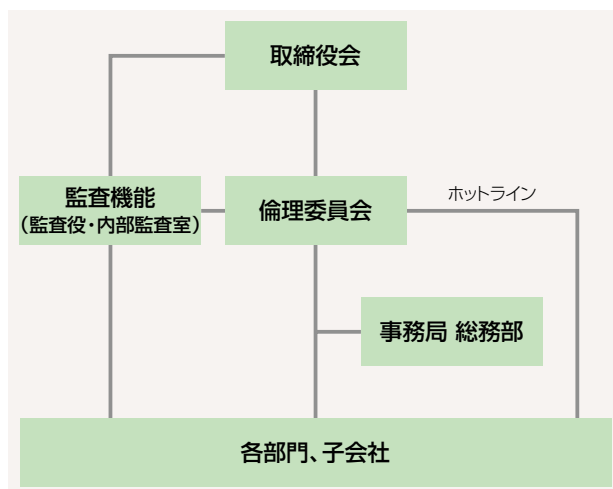 取締役会
監査機能
(監査役・内部監査室)
倫理委員会
ホットライン
事務局 総務部
各部門、子会社